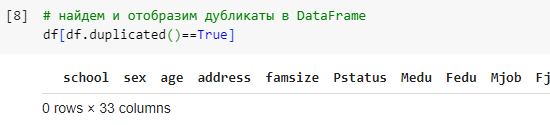 [8] # найдем и отобразим дубликаты в DataFrame
df[df.duplicated()==True]
school sex age address famsize Pstatus Medu Fedu Mjob Fj
0 rows × 33 columns